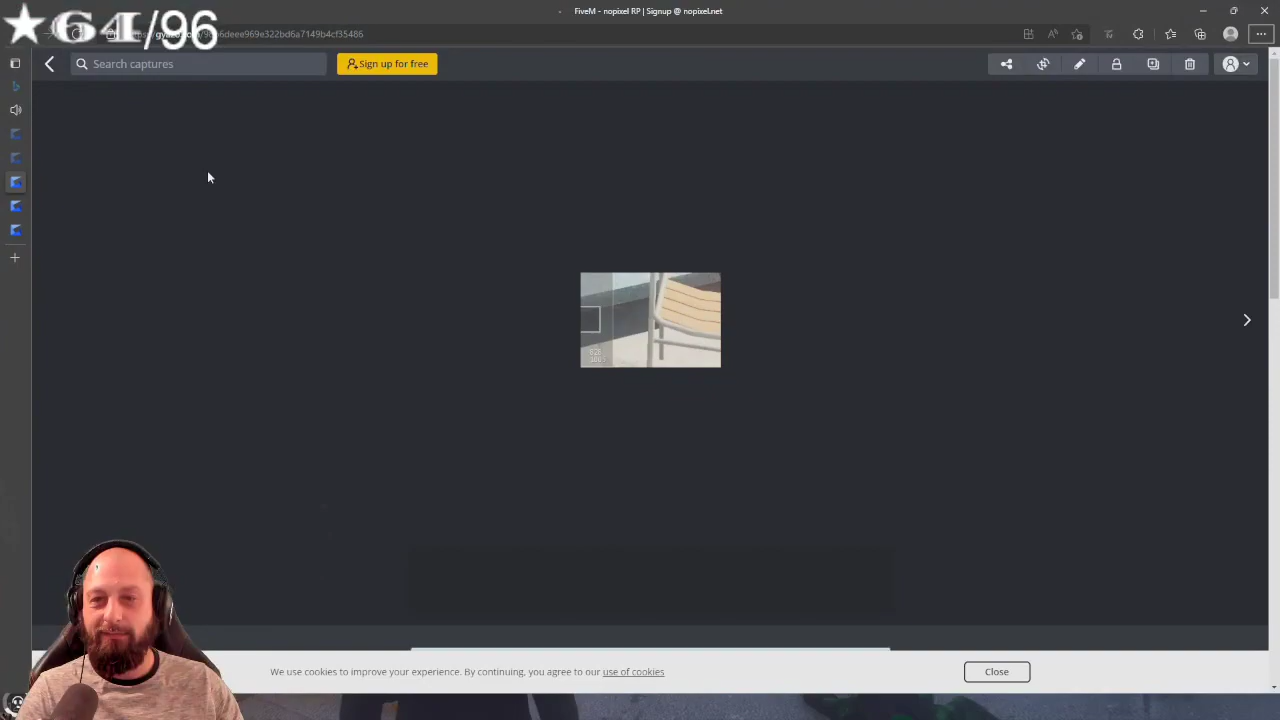 FiveM - nopixel RP | Signup @ nopixel.net
★64/96
Search captures
Sign up for free
We use cookies to improve your experience. By continuing, you agree to our use of cookies
Close